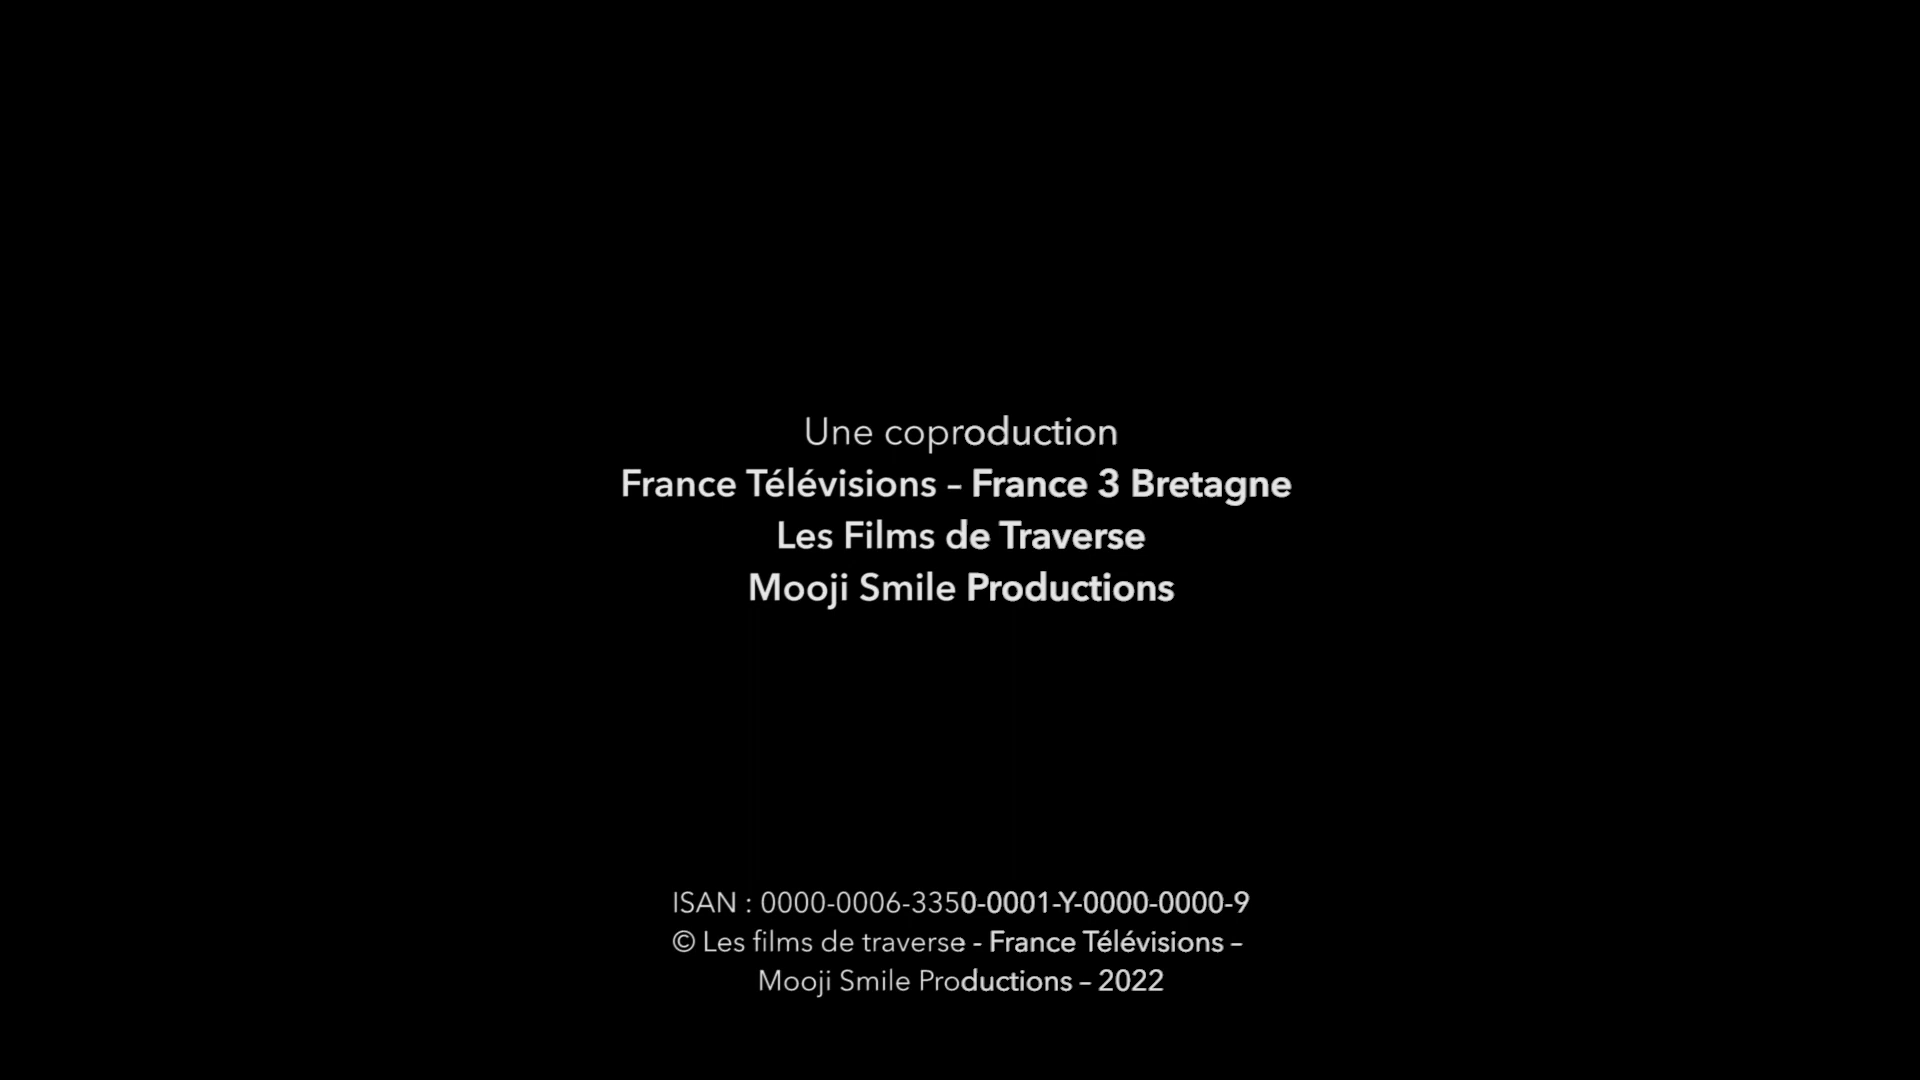 Une coproduction
France Télévisions – France 3 Bretagne
Les Films de Traverse
Mooji Smile Productions
ISAN : 0000-0006-3350-0001-Y-0000-0000-9
© Les films de traverse - France Télévisions –
Mooji Smile Productions – 2022